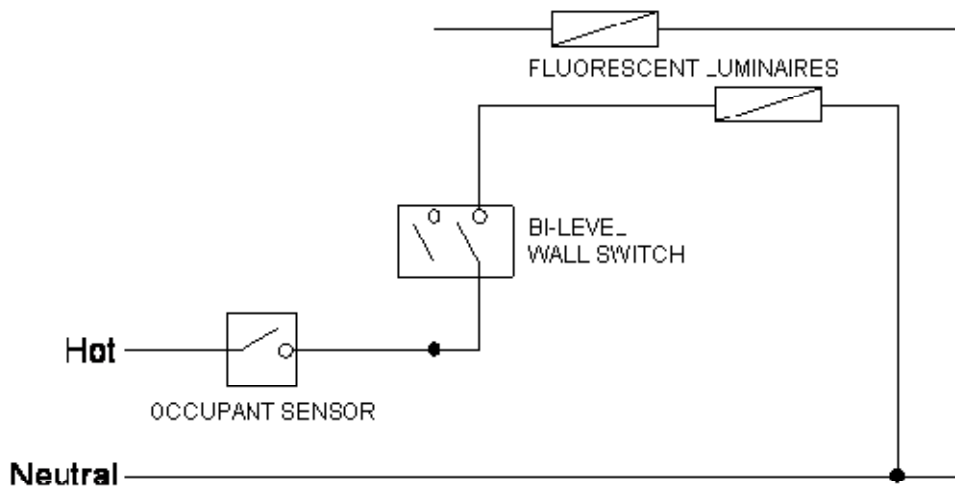 FLUORESCENT _UMINAIRES
BI-LEVE_
WALL SWITCH
Hot
OCCUPANT SENSOR
Neutral